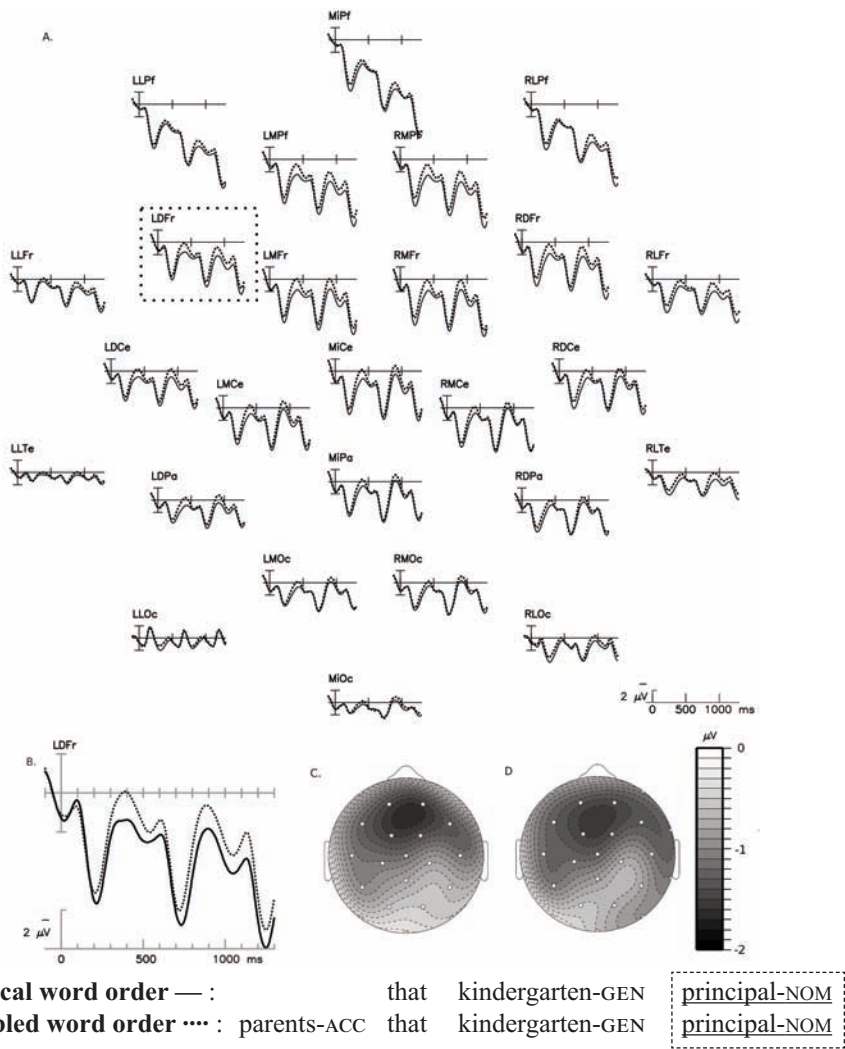 A.
MiPf
LLPf
RLPf
LMPf RMPf
LDFr RDFr
LLFr LMFr RMFr RLFr
LDCe MiCe RDCe
LMCe RMCe
LLTe MiPa RLTe
LDPa RDPa
LMOc RMOc
LLOc RLOc
MiOc
2 μV
0 500 1000 ms
B. LDFr
2 μV
0 500 1000 ms
C. D
μV
0
-1
-2
cal word order — : that kindergarten-GEN principal-NOM
bled word order ···· : parents-ACC that kindergarten-GEN principal-NOM